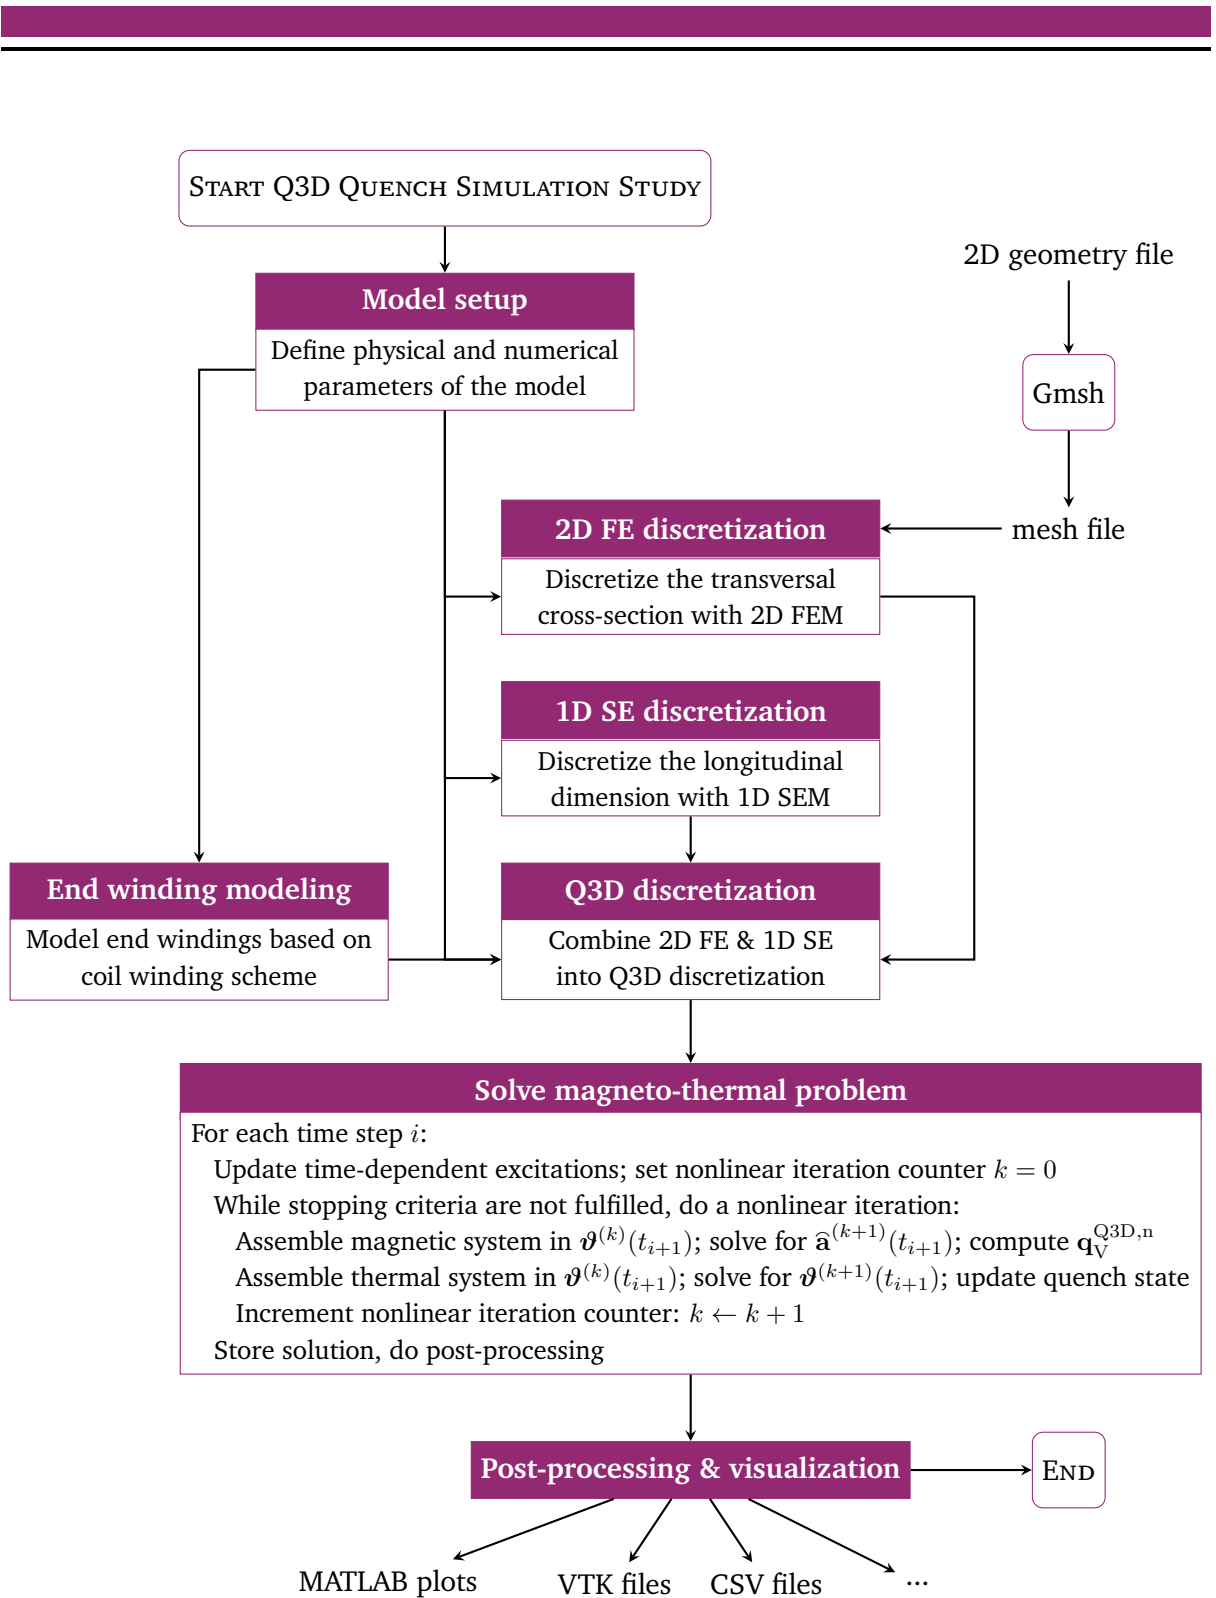 START Q3D QUENCH SIMULATION STUDY
2D geometry file
Model setup
Define physical and numerical
parameters of the model
Gmsh
mesh file
2D FE discretization
Discretize the transversal
cross-section with 2D FEM
1D SE discretization
Discretize the longitudinal
dimension with 1D SEM
End winding modeling
Model end windings based on
coil winding scheme
Q3D discretization
Combine 2D FE & 1D SE
into Q3D discretization
Solve magneto-thermal problem
For each time step i:
Update time-dependent excitations; set nonlinear iteration counter k = 0
While stopping criteria are not fulfilled, do a nonlinear iteration:
Assemble magnetic system in 𝛝^(k)(t_{i+1}); solve for â^(k+1)(t_{i+1}); compute q_V^{Q3D,n}
Assemble thermal system in 𝛝^(k)(t_{i+1}); solve for 𝛝^(k+1)(t_{i+1}); update quench state
Increment nonlinear iteration counter: k ← k + 1
Store solution, do post-processing
Post-processing & visualization
END
MATLAB plots
VTK files
CSV files
...